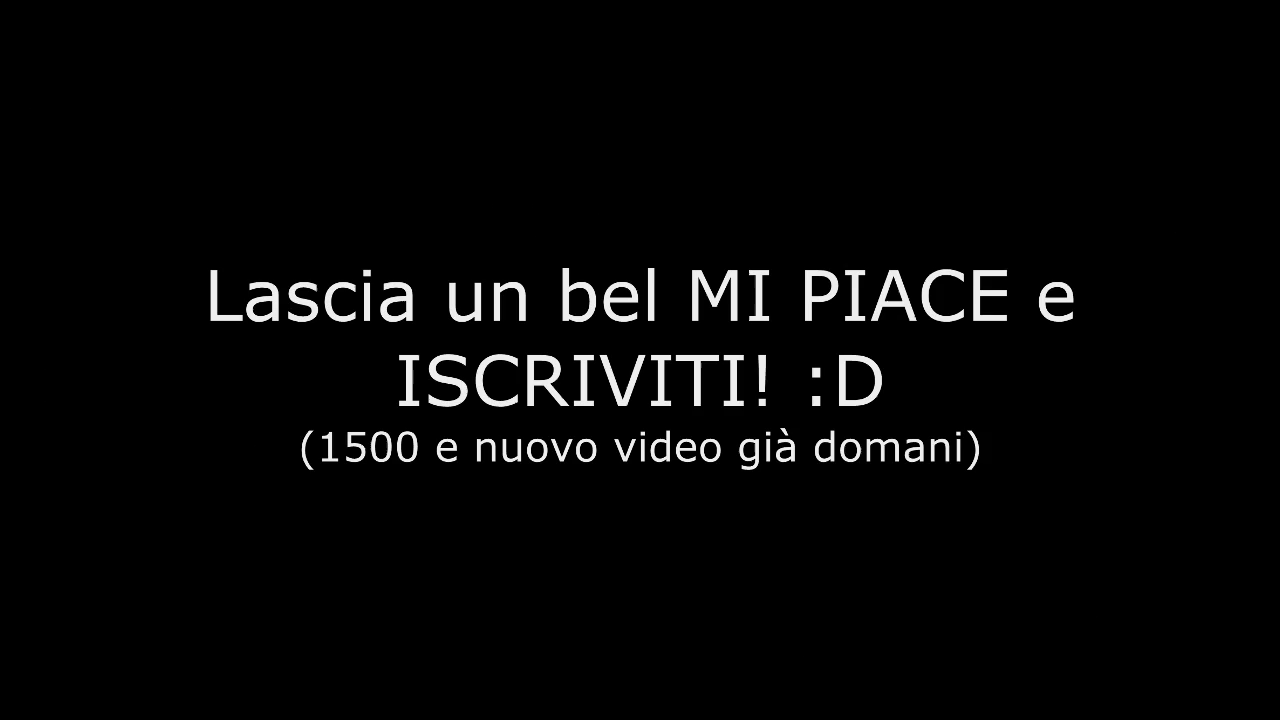 Lascia un bel MI PIACE e
ISCRIVITI! :D
(1500 e nuovo video già domani)